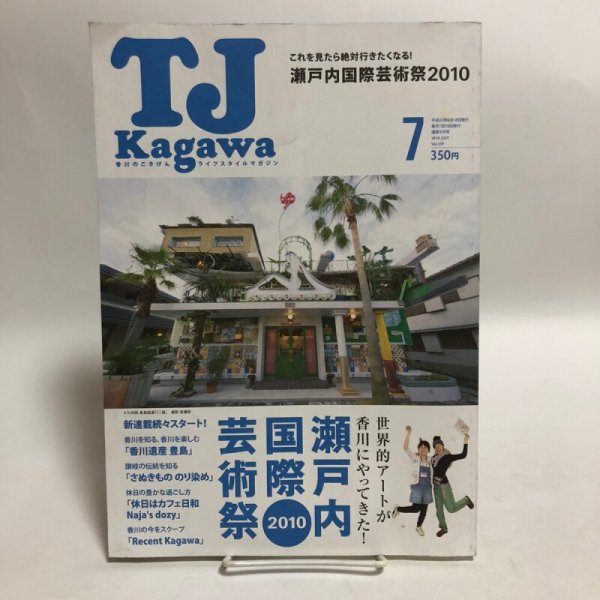 これを見たら絶対行きたくなる!
瀬戸内国際芸術祭2010
TJ
Kagawa
香川のごきげん ライフスタイルマガジン
7
350円
新連載続々スタート!
香川を知る、香川を楽しむ
「香川遺産 豊島」
讃岐の伝統を知る
「さぬきもの のり染め」
休日の豊かな過ごし方
「休日はカフェ日和
Naja's dozy」
香川の今をスクープ
「Recent Kagawa」
世界的アートが
香川にやってきた!
瀬戸内
国際
芸術祭
2010